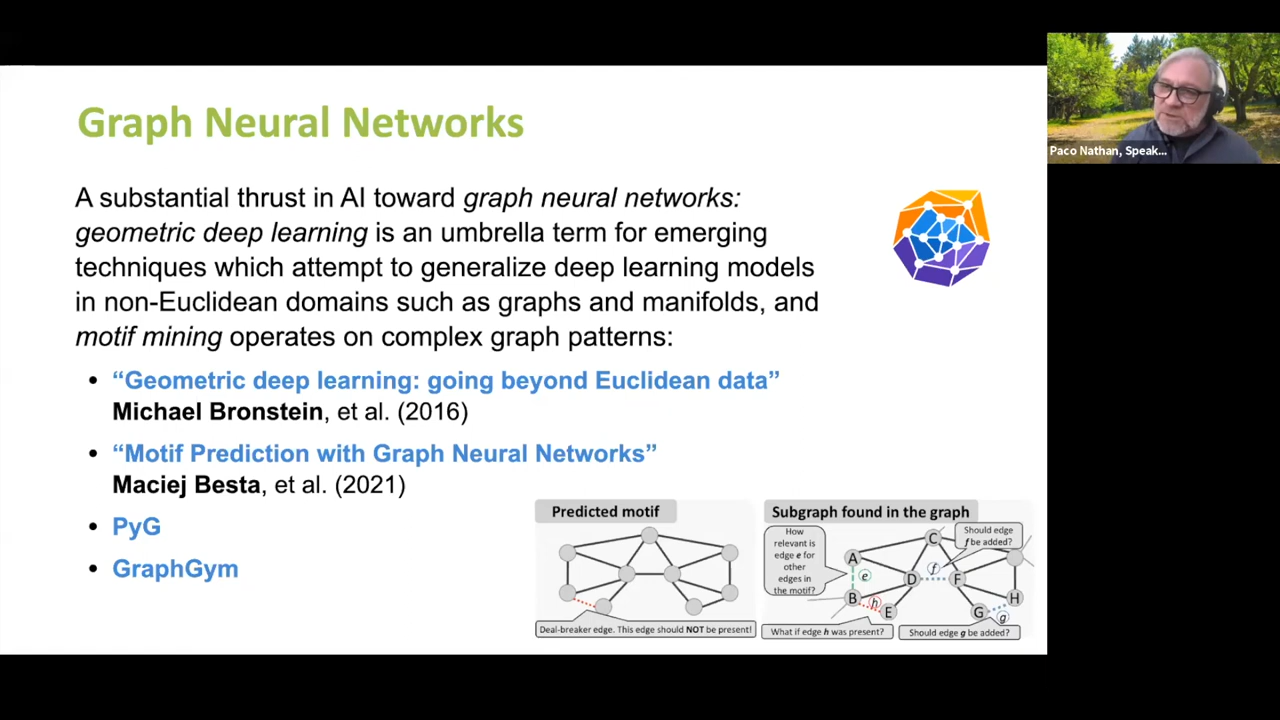 Graph Neural Networks
A substantial thrust in AI toward graph neural networks:
geometric deep learning is an umbrella term for emerging
techniques which attempt to generalize deep learning models
in non-Euclidean domains such as graphs and manifolds, and
motif mining operates on complex graph patterns:
• “Geometric deep learning: going beyond Euclidean data”
Michael Bronstein, et al. (2016)
• “Motif Prediction with Graph Neural Networks”
Maciej Besta, et al. (2021)
• PyG
• GraphGym
Predicted motif
Deal-breaker edge. This edge should NOT be present!
Subgraph found in the graph
How
relevant is
edge e for
other
edges in
the motif?
Should edge
f be added?
A
C
e
f
D
F
B
h
E
G
H
g
What if edge h was present?
Should edge g be added?
Paco Nathan, Speak...